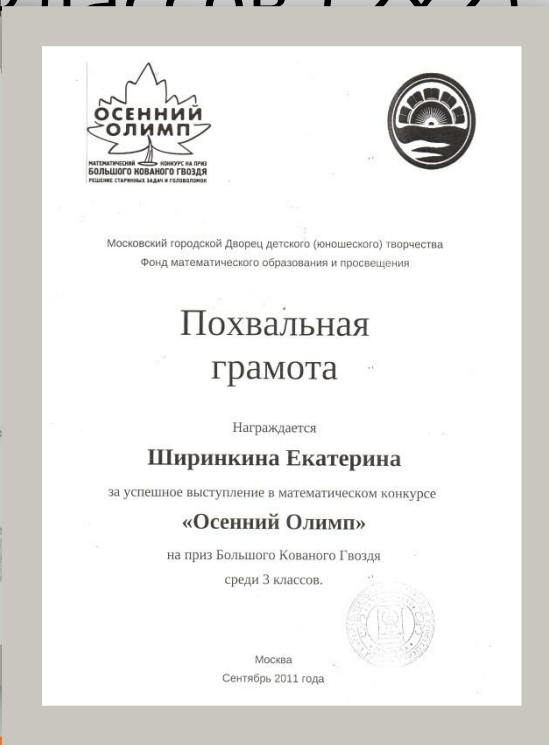 ОСЕННИЙ
ОЛИМП
МАТЕМАТИЧЕСКИЙ КОНКУРС НА ПРИЗ
БОЛЬШОГО КОВАНОГО ГВОЗДЯ
РЕШЕНИЕ СТАРИННЫХ ЗАДАЧ И ГОЛОВОЛОМОК
Московский городской Дворец детского (юношеского) творчества
Фонд математического образования и просвещения
Похвальная
грамота
Награждается
Ширинкина Екатерина
за успешное выступление в математическом конкурсе
«Осенний Олимп»
на приз Большого Кованого Гвоздя
среди 3 классов.
Москва
Сентябрь 2011 года